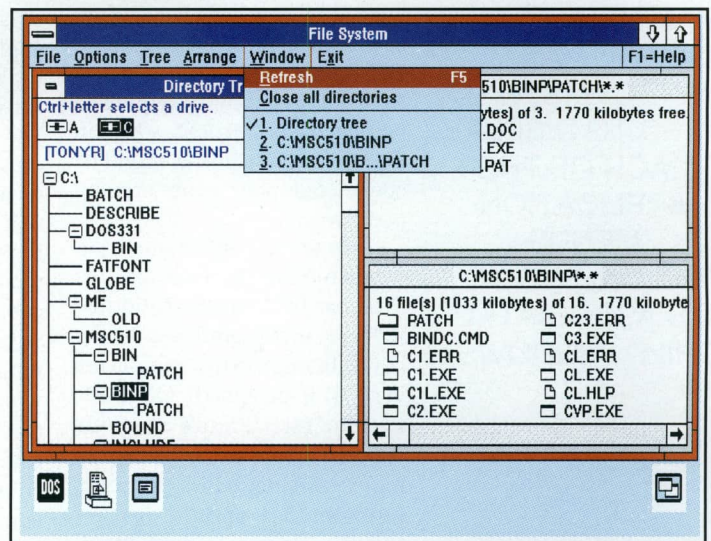 File System
File Options Tree Arrange Window Exit F1=Help
Directory Tr
Ctrl+letter selects a drive.
A C
[TONYR] C:\MSC510\BINP
C:\
BATCH
DESCRIBE
DOS331
BIN
FATFONT
GLOBE
ME
OLD
MSC510
BIN
PATCH
BINP
PATCH
BOUND
INCLUDE
Refresh F5
Close all directories
✓1. Directory tree
2. C:\MSC510\BINP
3. C:\MSC510\B...\PATCH
510\BINP\PATCH\*.*
ytes) of 3. 1770 kilobytes free.
.DOC
.EXE
.PAT
C:\MSC510\BINP\*.*
16 file(s) (1033 kilobytes) of 16. 1770 kilobyte
PATCH C23.ERR
BINDC.CMD C3.EXE
C1.ERR CL.ERR
C1.EXE CL.EXE
C1L.EXE CL.HLP
C2.EXE CVP.EXE
DOS